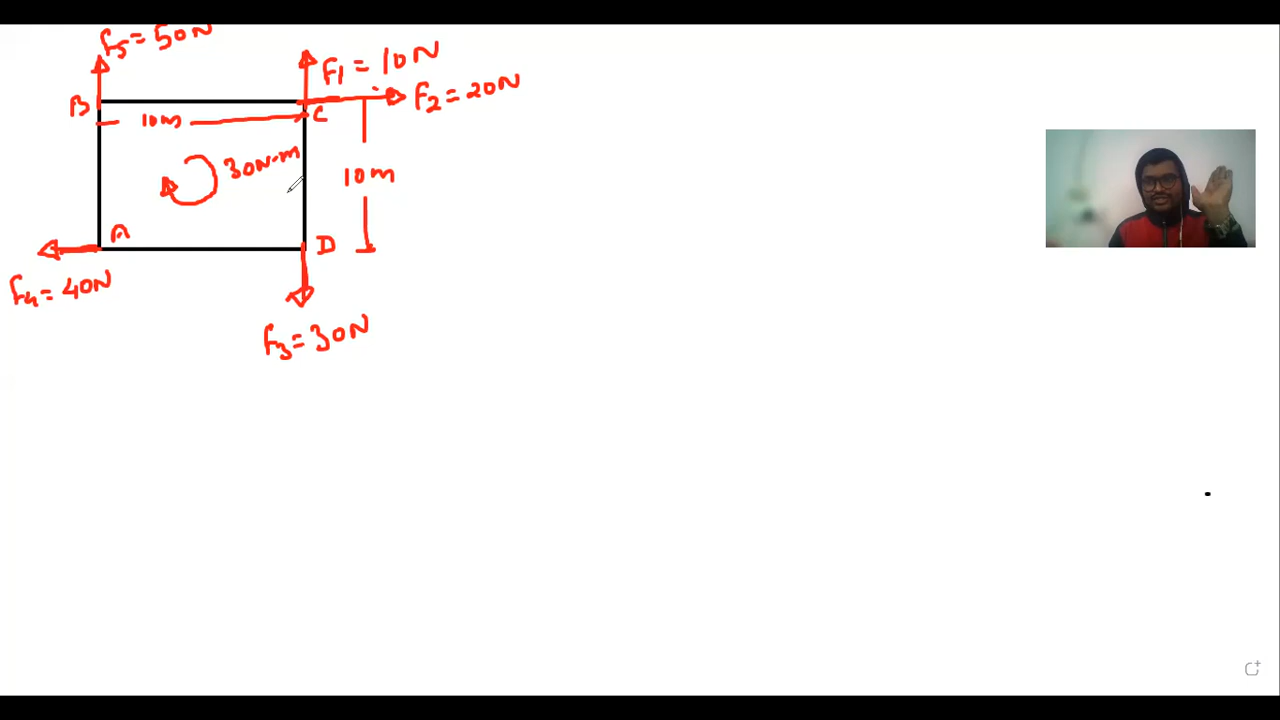 F5 = 50N
F1 = 10N
B
F2 = 20N
10m
C
30N-m
10m
A
D
F4 = 40N
F3 = 30N